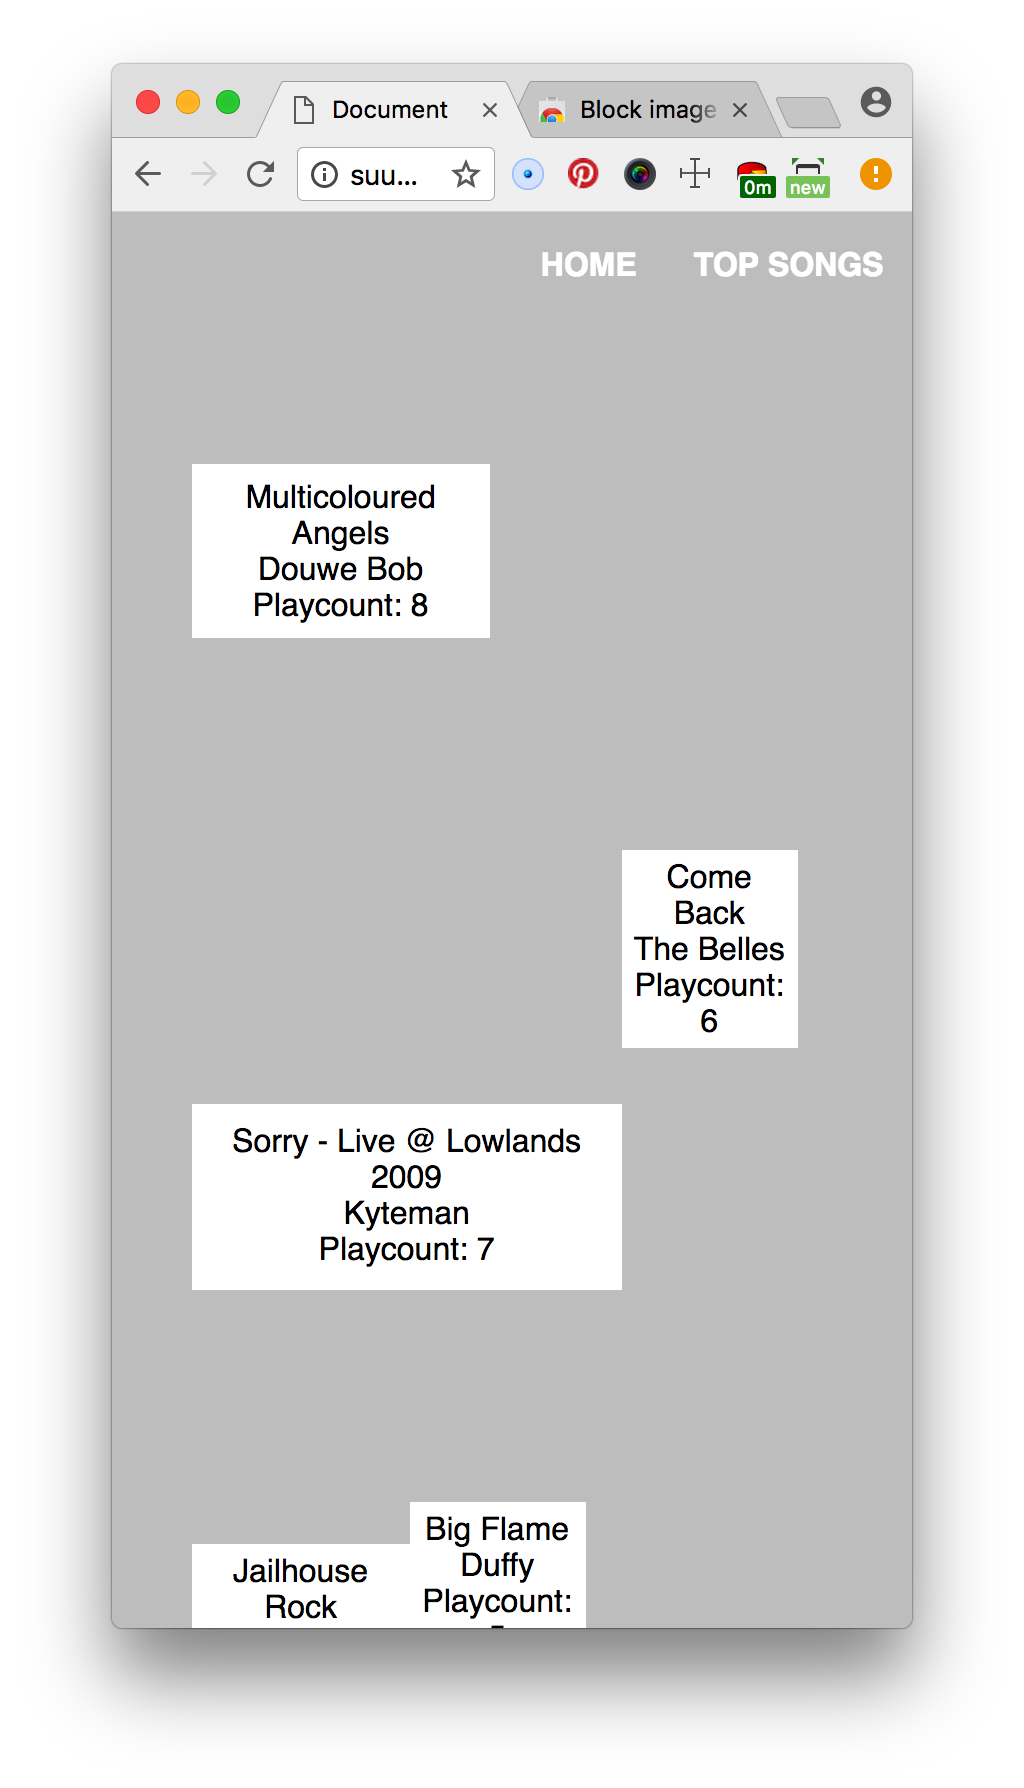 Document
Block image
suu...
0m
new
HOME TOP SONGS
Multicoloured
Angels
Douwe Bob
Playcount: 8
Come
Back
The Belles
Playcount:
6
Sorry - Live @ Lowlands
2009
Kyteman
Playcount: 7
Big Flame
Duffy
Playcount:
Jailhouse
Rock